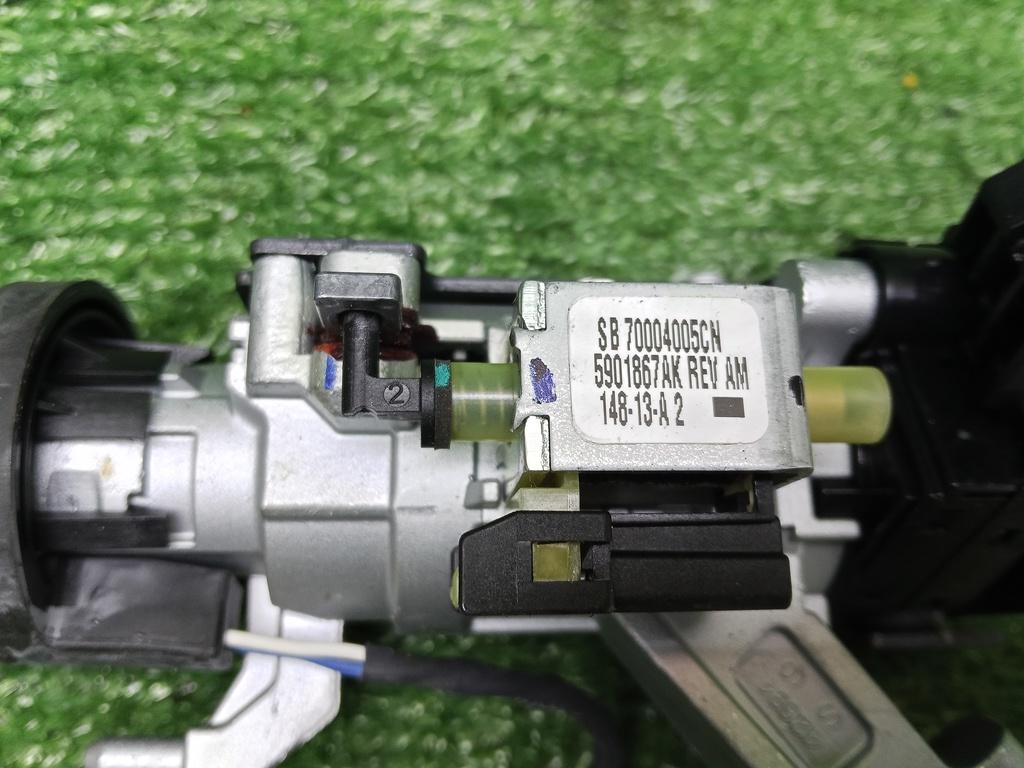 SB 70004005CN
5901867AK REV AM
148-13-A 2
2